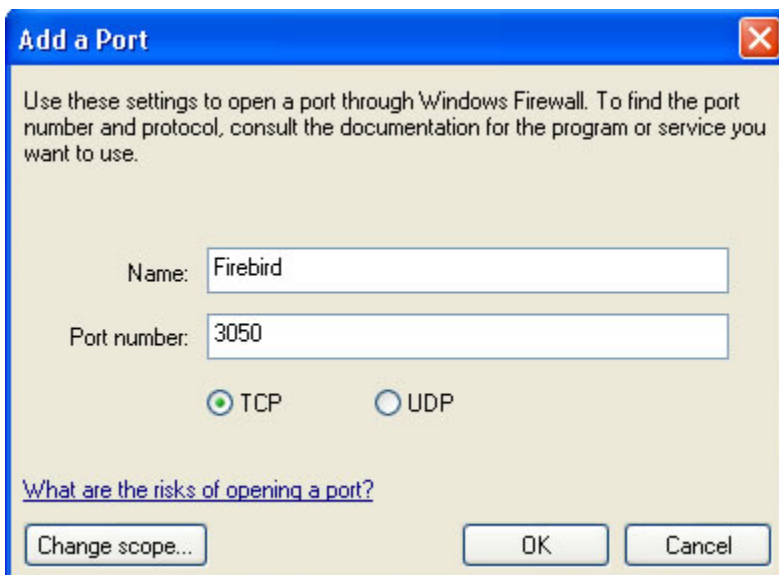 Add a Port
Use these settings to open a port through Windows Firewall. To find the port
number and protocol, consult the documentation for the program or service you
want to use.
Name: Firebird
Port number: 3050
TCP UDP
What are the risks of opening a port?
Change scope... OK Cancel